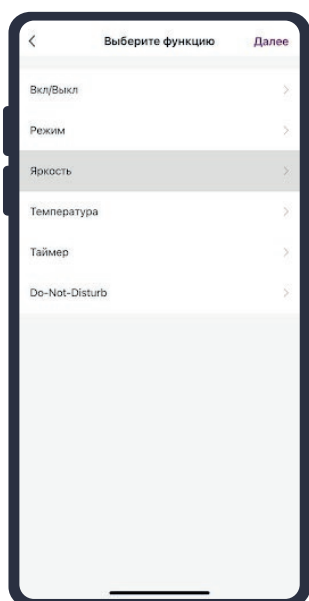 Выберите функцию Далее
Вкл/Выкл
Режим
Яркость
Температура
Таймер
Do-Not-Disturb